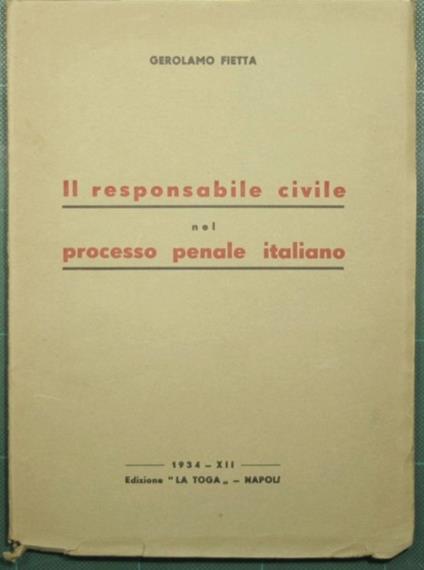 GEROLAMO FIETTA
Il responsabile civile
nel
processo penale italiano
1934 - XII
Edizione "LA TOGA„ - NAPOLI